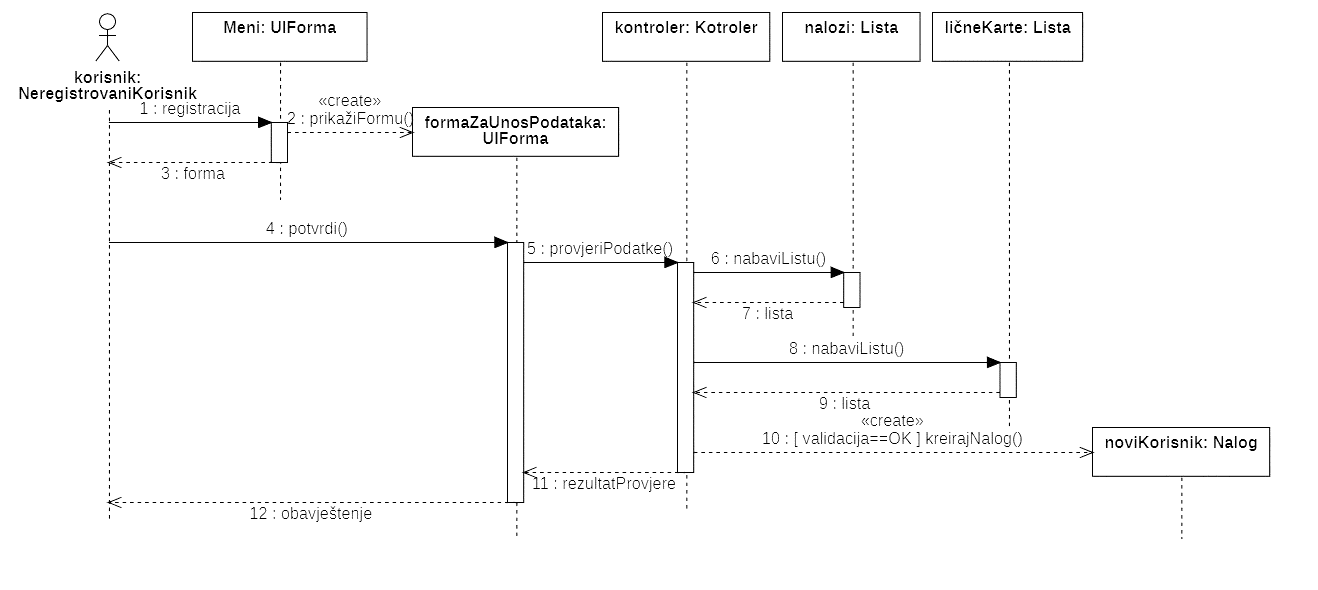 Meni: UIForma
kontroler: Kotroler
nalozi: Lista
ličneKarte: Lista
korisnik:
NeregistrovaniKorisnik
1 : registracija
«create»
2 : prikažiFormu()
formaZaUnosPodataka:
UIForma
3 : forma
4 : potvrdi()
5 : provjeriPodatke()
6 : nabaviListu()
7 : lista
8 : nabaviListu()
9 : lista
«create»
10 : [ validacija==OK ] kreirajNalog()
noviKorisnik: Nalog
11 : rezultatProvjere
12 : obavještenje